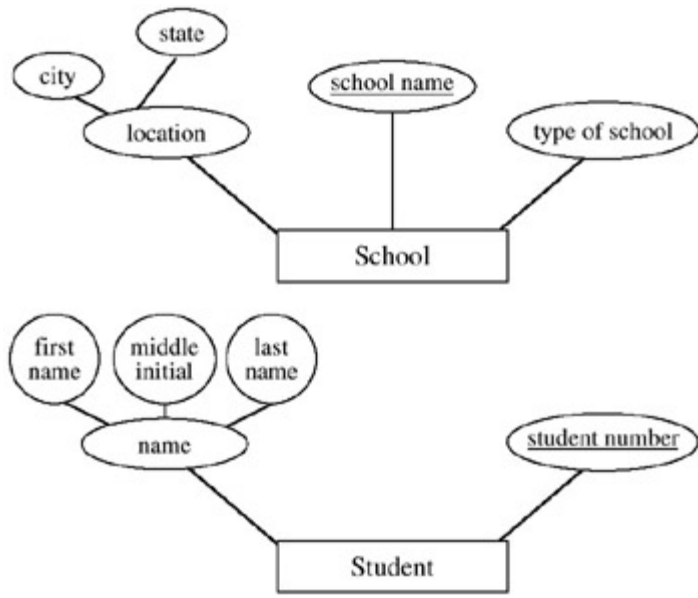 state
city
school name
location
type of school
School
first
name
middle
initial
last
name
name
student number
Student